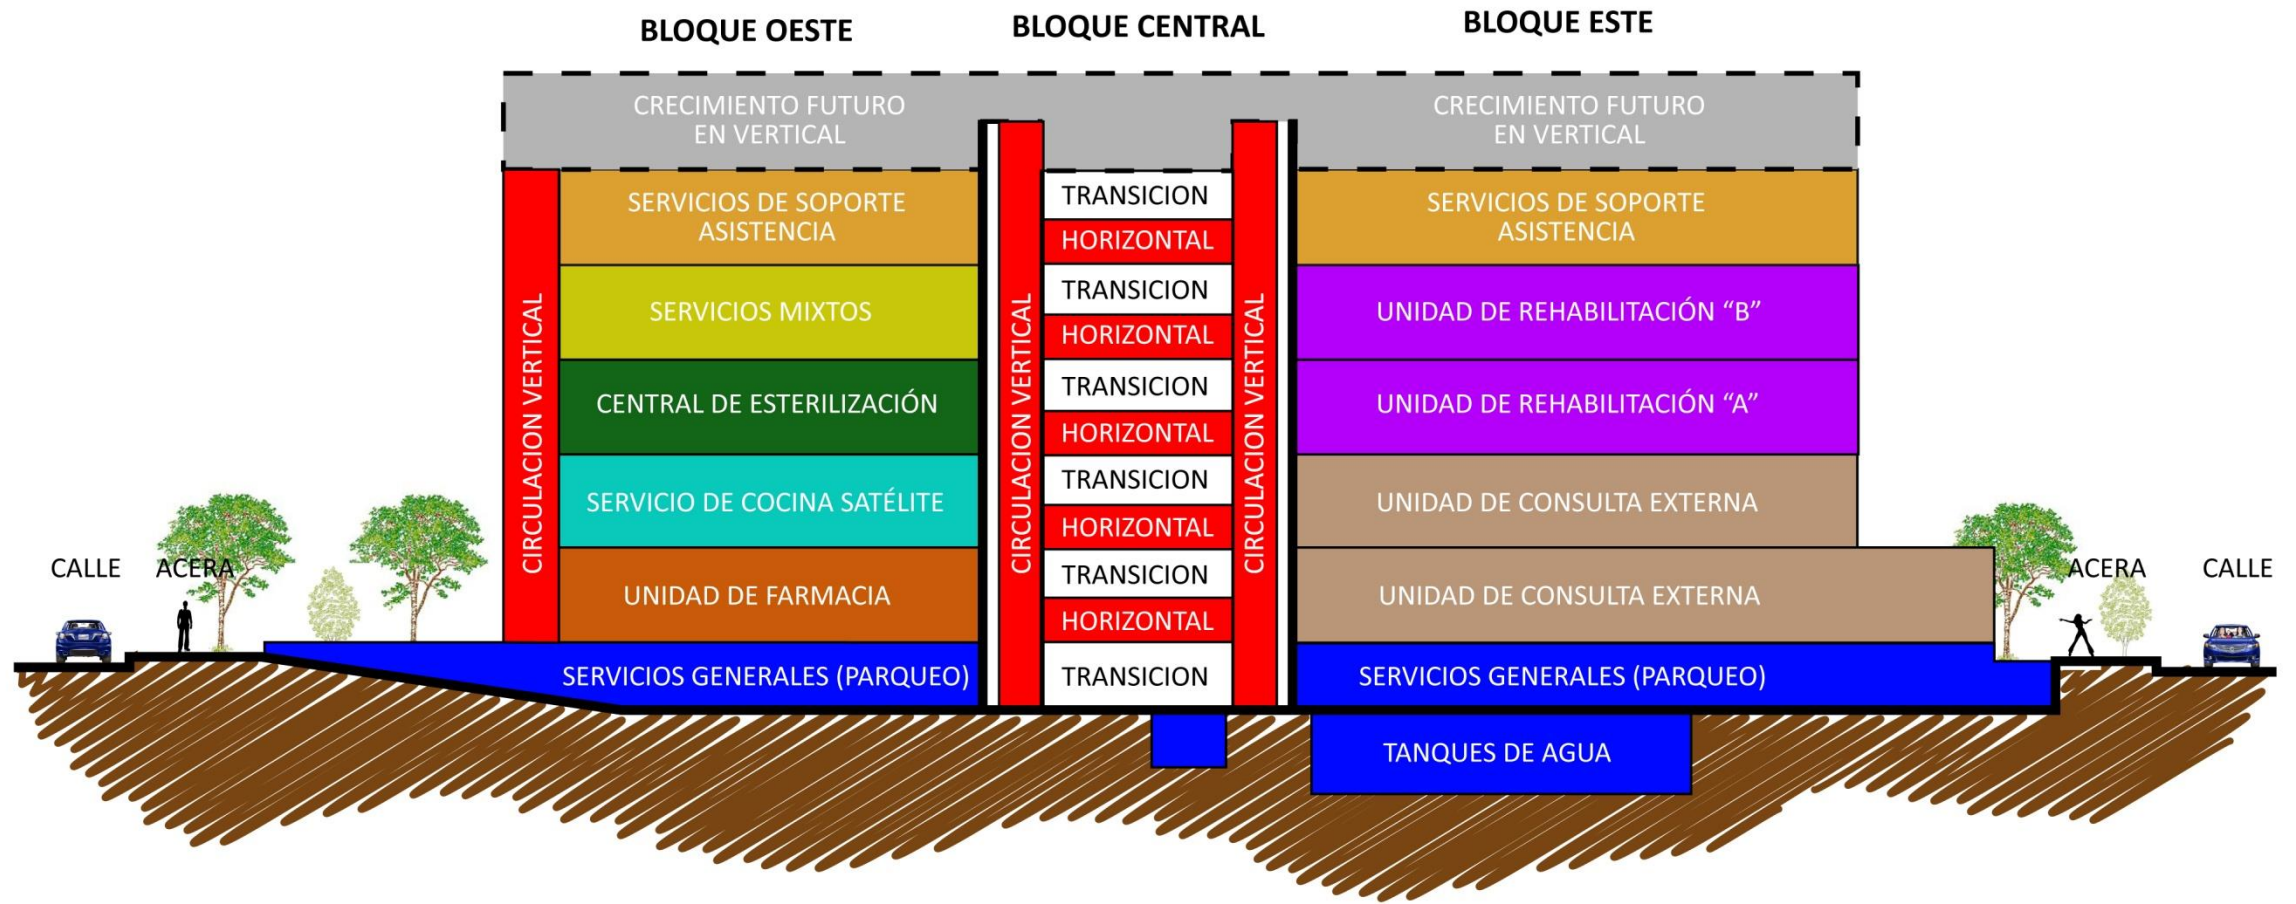 BLOQUE OESTE
BLOQUE CENTRAL
BLOQUE ESTE
CRECIMIENTO FUTURO
EN VERTICAL
CRECIMIENTO FUTURO
EN VERTICAL
SERVICIOS DE SOPORTE
ASISTENCIA
TRANSICION
HORIZONTAL
SERVICIOS DE SOPORTE
ASISTENCIA
SERVICIOS MIXTOS
TRANSICION
HORIZONTAL
UNIDAD DE REHABILITACIÓN “B”
CENTRAL DE ESTERILIZACIÓN
TRANSICION
HORIZONTAL
UNIDAD DE REHABILITACIÓN “A”
CIRCULACION VERTICAL
CIRCULACION VERTICAL
CIRCULACION VERTICAL
SERVICIO DE COCINA SATÉLITE
TRANSICION
HORIZONTAL
UNIDAD DE CONSULTA EXTERNA
CALLE
ACERA
UNIDAD DE FARMACIA
TRANSICION
HORIZONTAL
UNIDAD DE CONSULTA EXTERNA
ACERA
CALLE
SERVICIOS GENERALES (PARQUEO)
TRANSICION
SERVICIOS GENERALES (PARQUEO)
TANQUES DE AGUA